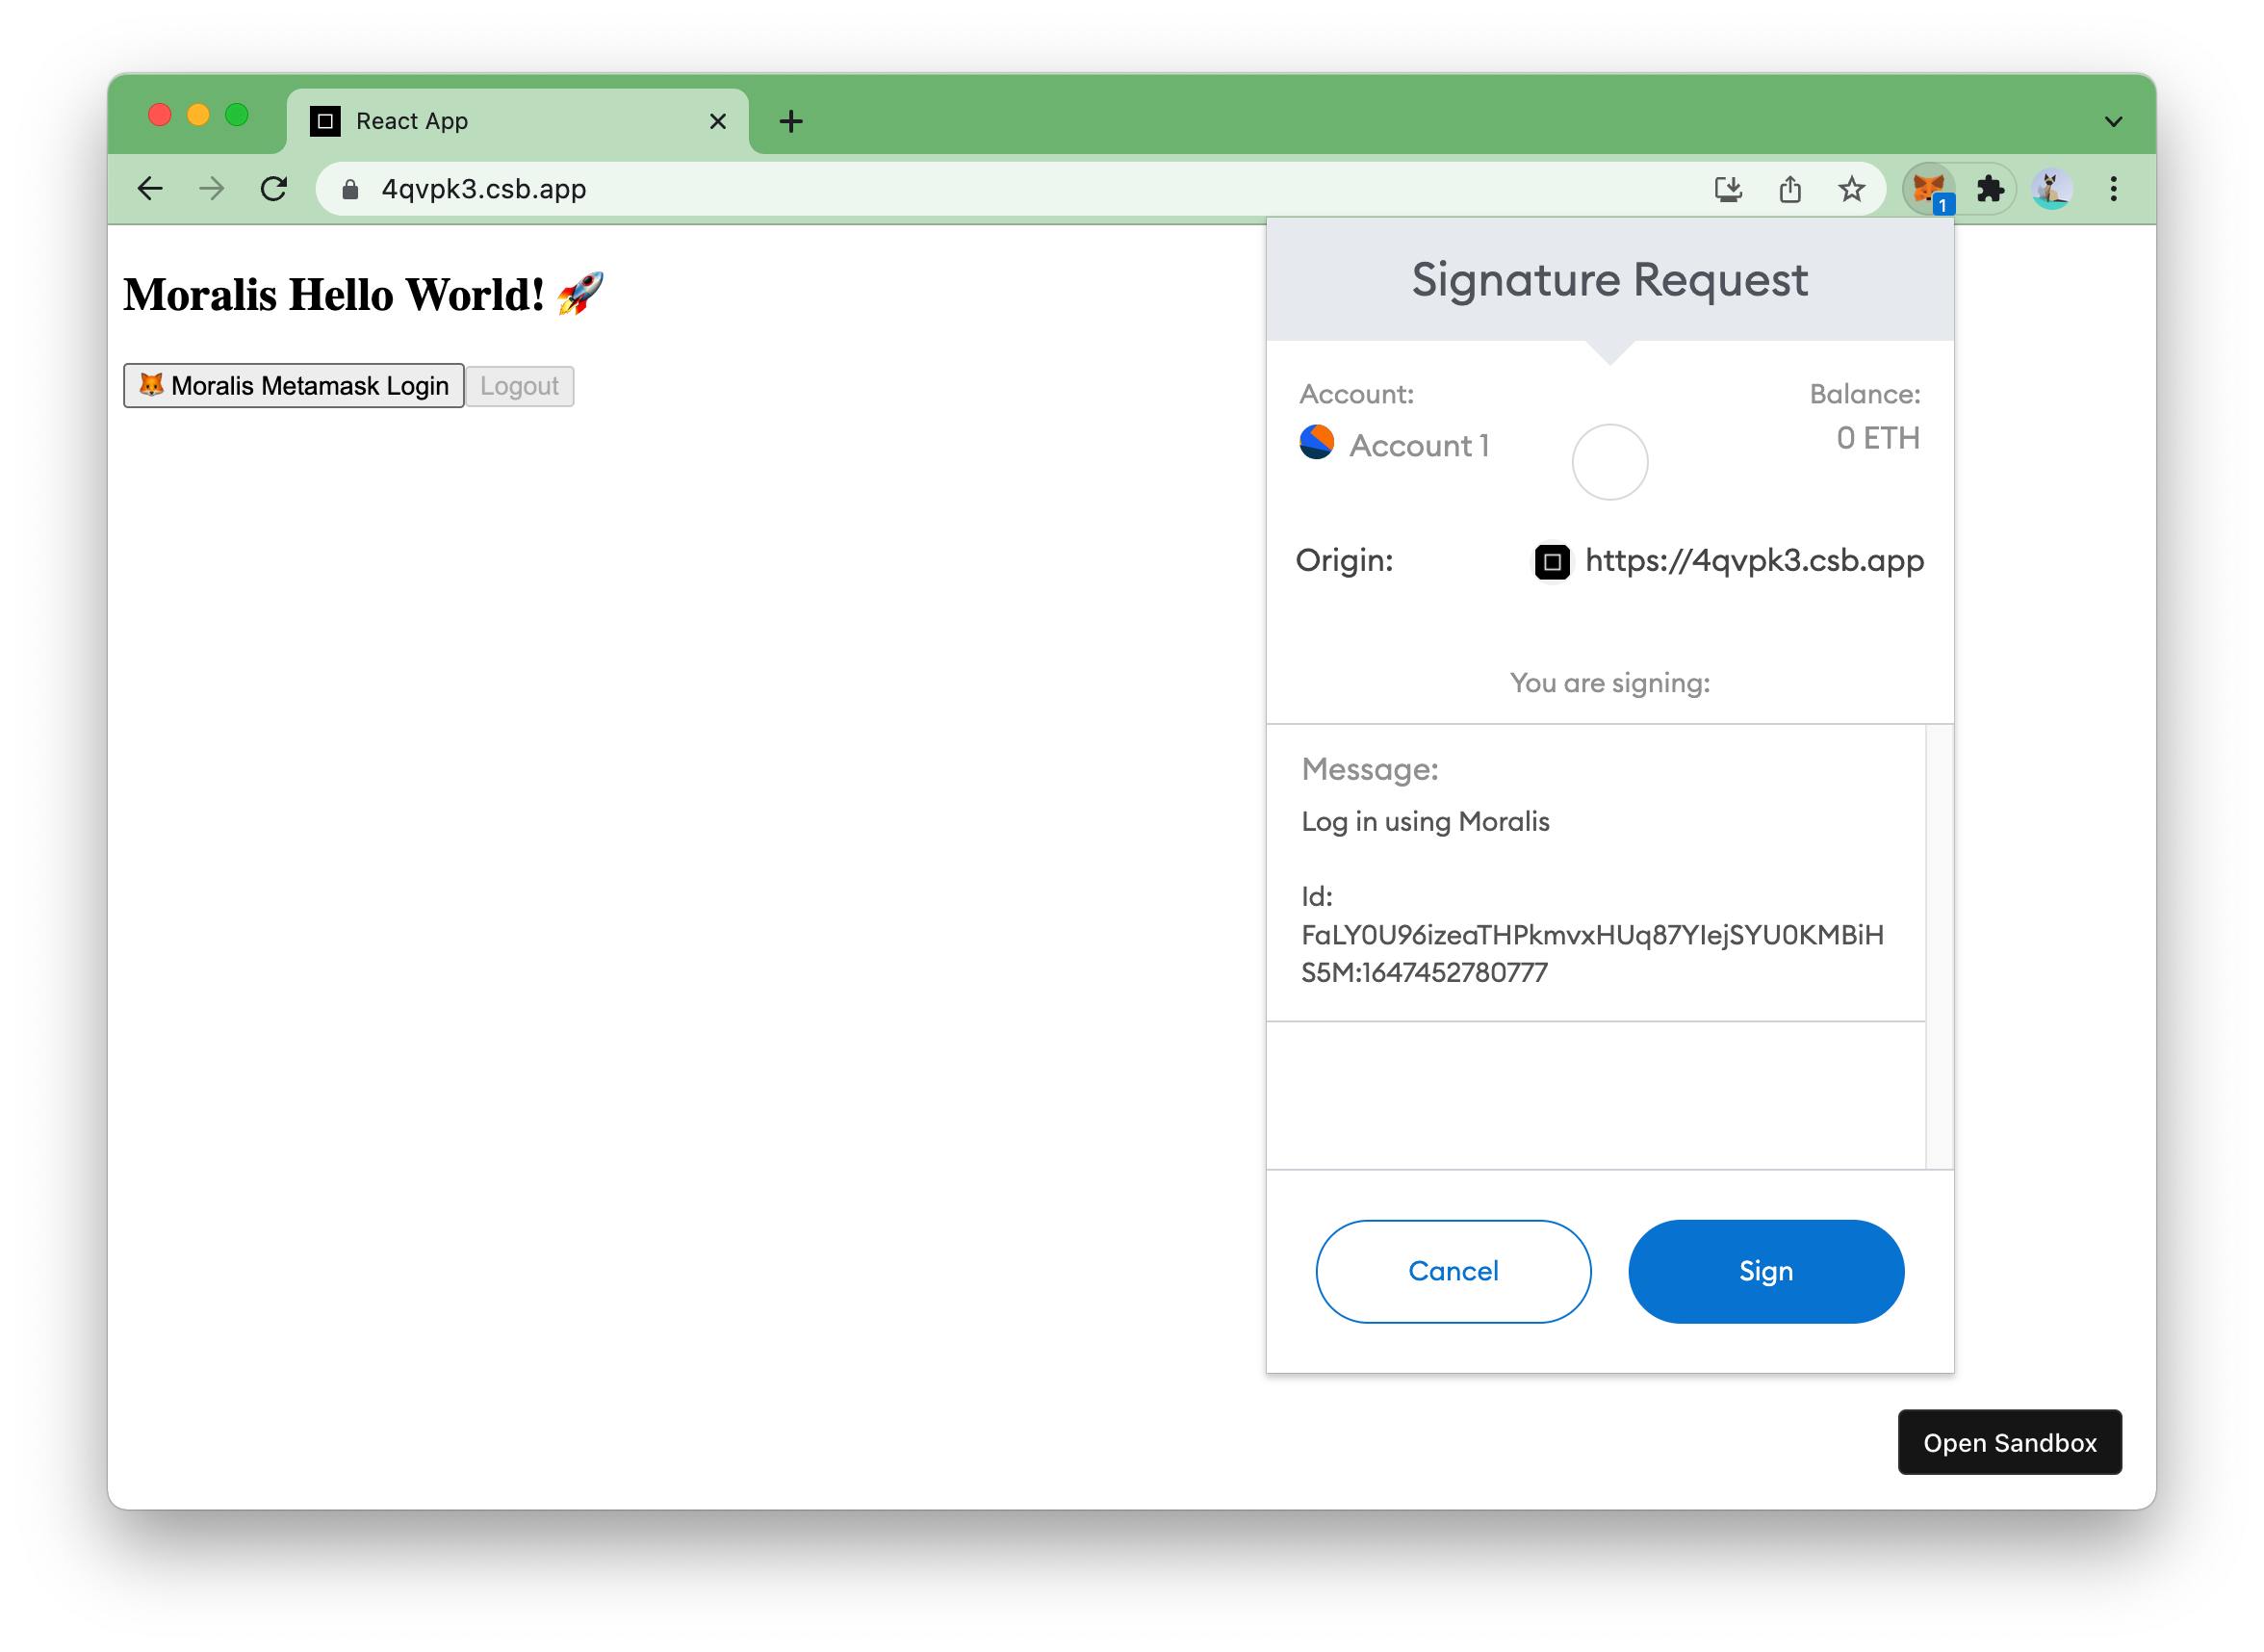 React App
4qvpk3.csb.app
1
Moralis Hello World! 🚀
🦊 Moralis Metamask Login
Logout
Signature Request
Account:
Account 1
Balance:
0 ETH
Origin:
https://4qvpk3.csb.app
You are signing:
Message:
Log in using Moralis
Id:
FaLY0U96izeaTHPkmvxHUq87YIejSYU0KMBiH
S5M:1647452780777
Cancel
Sign
Open Sandbox